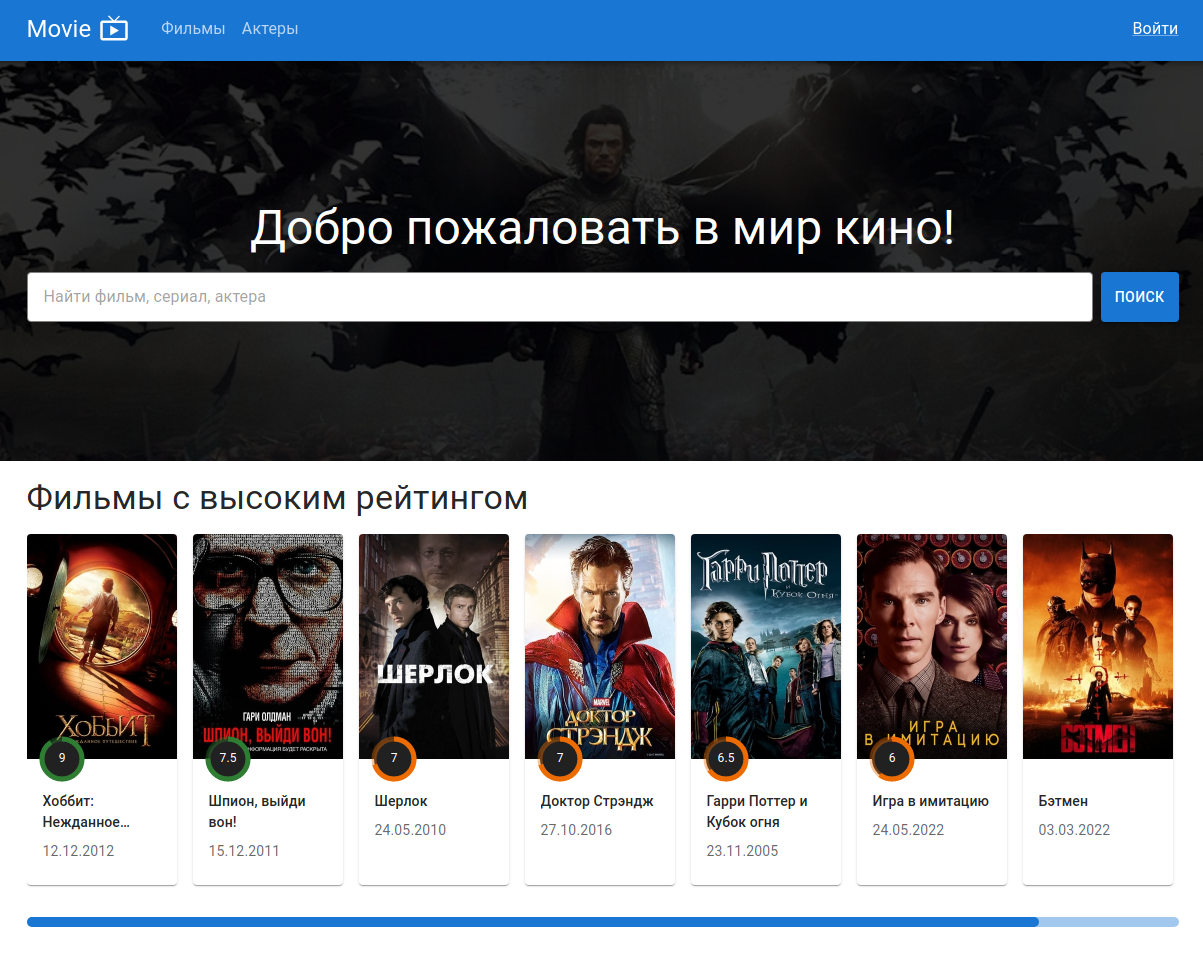 Movie
Фильмы Актеры
Войти
Добро пожаловать в мир кино!
Найти фильм, сериал, актера
ПОИСК
Фильмы с высоким рейтингом
ХОББИТ
НЕЖДАННОЕ ПУТЕШЕСТВИЕ
9
Хоббит:
Нежданное…
12.12.2012
ГАРИ ОЛДМАН
ШПИОН, ВЫЙДИ ВОН!
БУДЕТ РАСКРЫТА
7.5
Шпион, выйди
вон!
15.12.2011
ШЕРЛОК
7
Шерлок
24.05.2010
MARVEL
ДОКТОР
СТРЭНДЖ
7
Доктор Стрэндж
27.10.2016
Гарри Поттер
И
Кубок Огня
6.5
Гарри Поттер и
Кубок огня
23.11.2005
ИГРА
В ИМИТАЦИЮ
6
Игра в имитацию
24.05.2022
БЭТМЕН
Бэтмен
03.03.2022